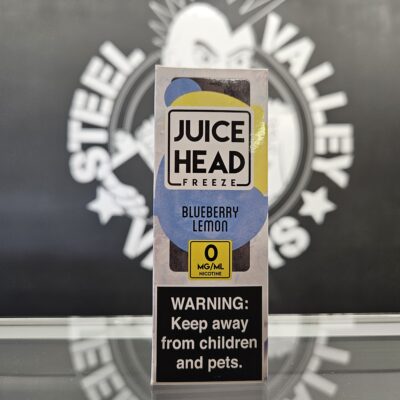 STEEL VALLEY
JUICE
HEAD
FREEZE
BLUEBERRY
LEMON
0
MG/ML
NICOTINE
WARNING:
Keep away
from children
and pets.